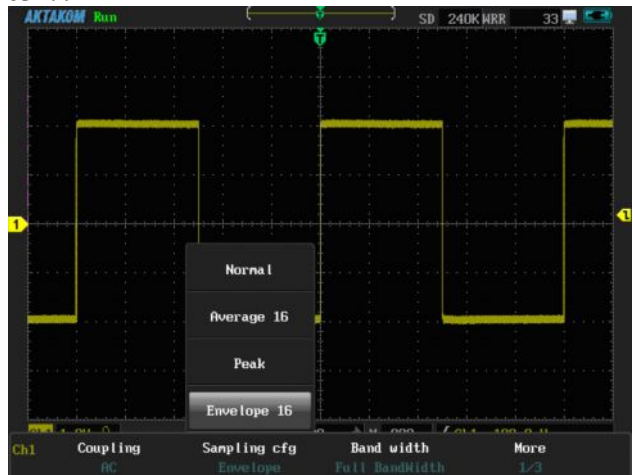 AKTAKOM Run SD 240K WRR 33
T
1
Normal
Average 16
Peak
Envelope 16
Ch1 Coupling Sampling cfg Band width More
AC Envelope Full BandWidth 1/3